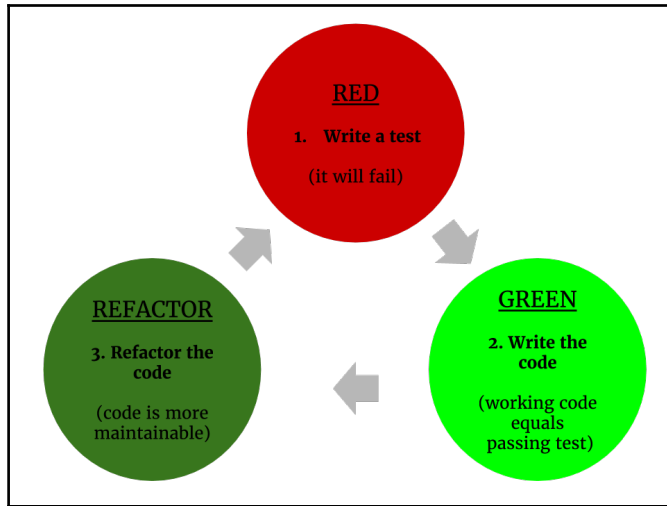 RED
1. Write a test
(it will fail)
GREEN
2. Write the
code
(working code
equals
passing test)
REFACTOR
3. Refactor the
code
(code is more
maintainable)